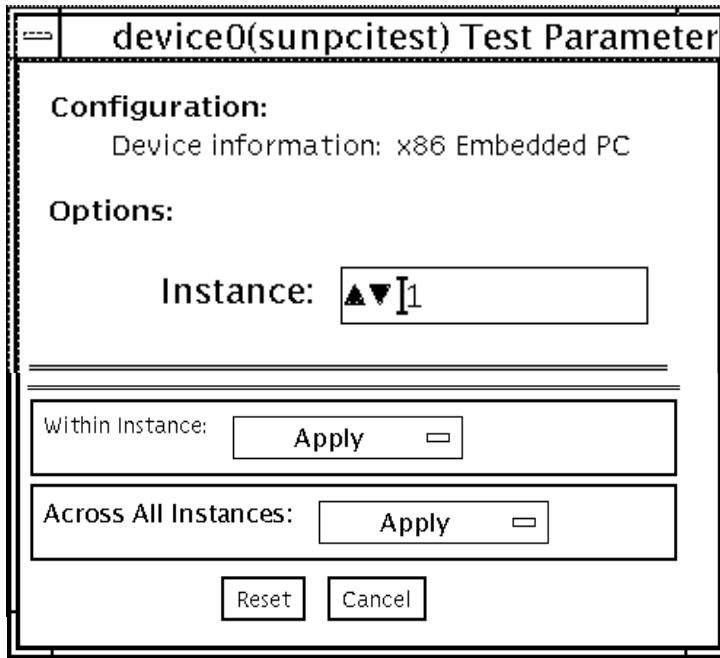 device0(sunpcitest) Test Parameter
Configuration:
Device information: x86 Embedded PC
Options:
Instance: 1
Within Instance: Apply
Across All Instances: Apply
Reset Cancel